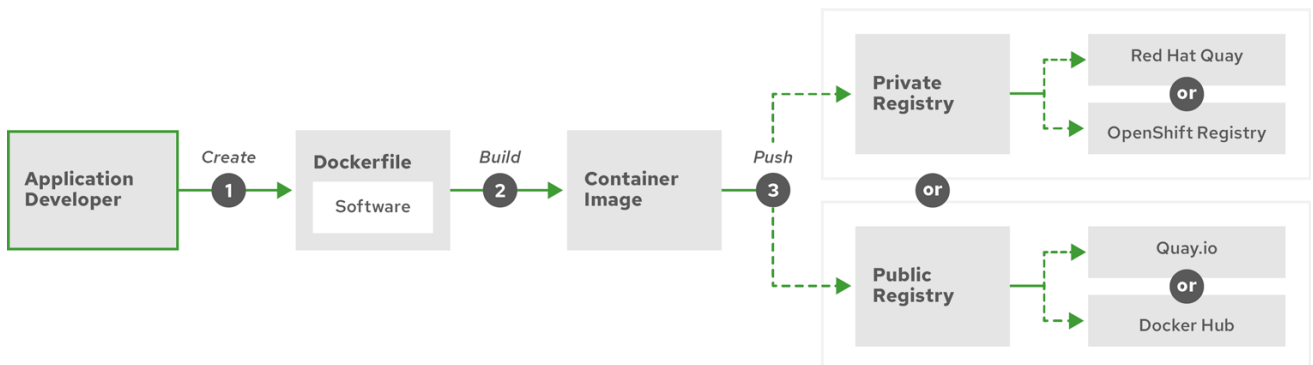 Application
Developer
Create
1
Dockerfile
Software
Build
2
Container
Image
Push
3
Private
Registry
Red Hat Quay
or
OpenShift Registry
or
Public
Registry
Quay.io
or
Docker Hub